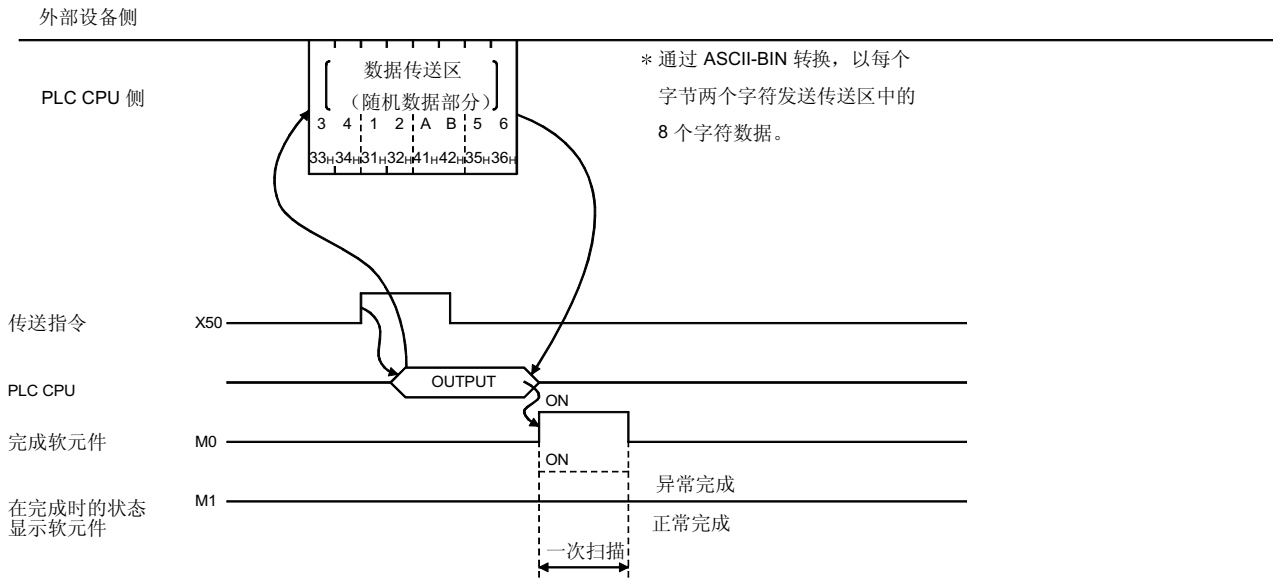 外部设备侧
PLC CPU 侧
数据传送区
（随机数据部分）
3 4 1 2 A B 5 6
33H 34H 31H 32H 41H 42H 35H 36H
＊通过 ASCII-BIN 转换，以每个
字节两个字符发送传送区中的
8 个字符数据。
传送指令 X50
PLC CPU OUTPUT
ON
完成软元件 M0
ON
异常完成
在完成时的状态
显示软元件 M1
正常完成
一次扫描